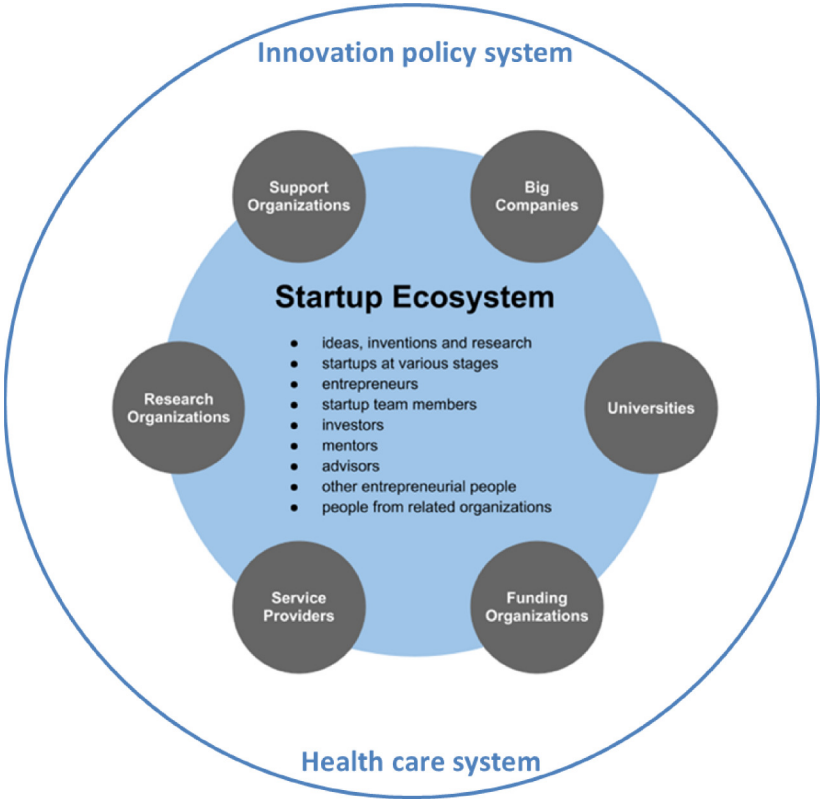 Innovation policy system
Support
Organizations
Big
Companies
Startup Ecosystem
● ideas, inventions and research
● startups at various stages
● entrepreneurs
● startup team members
● investors
● mentors
● advisors
● other entrepreneurial people
● people from related organizations
Research
Organizations
Universities
Service
Providers
Funding
Organizations
Health care system